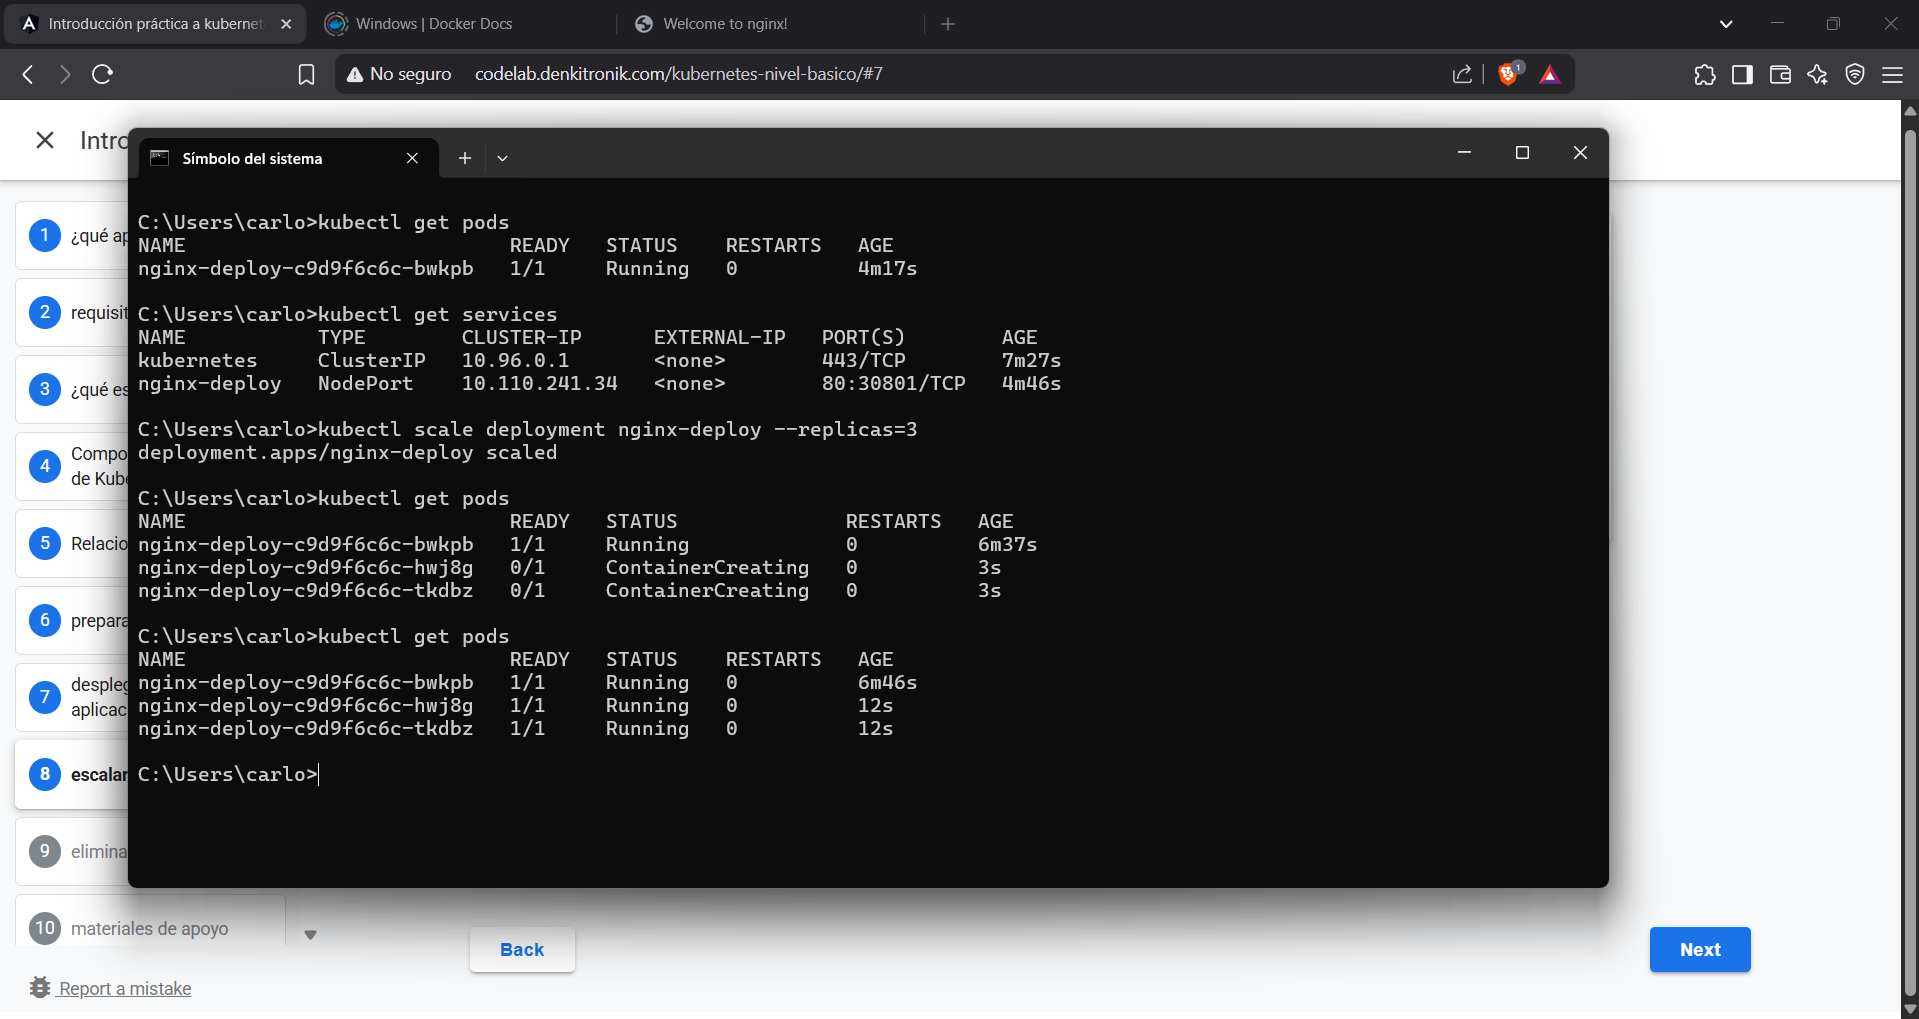 Introducción práctica a kubernet
Windows | Docker Docs
Welcome to nginx!
No seguro codelab.denkitronik.com/kubernetes-nivel-basico/#7
1
Intro
Símbolo del sistema
1 ¿qué ap
2 requisit
3 ¿qué es
4 Compo
de Kube
5 Relacio
6 prepara
7 despleg
aplicac
8 escalar
9 elimina
10 materiales de apoyo
Report a mistake
C:\Users\carlo>kubectl get pods
NAME READY STATUS RESTARTS AGE
nginx-deploy-c9d9f6c6c-bwkpb 1/1 Running 0 4m17s
C:\Users\carlo>kubectl get services
NAME TYPE CLUSTER-IP EXTERNAL-IP PORT(S) AGE
kubernetes ClusterIP 10.96.0.1 <none> 443/TCP 7m27s
nginx-deploy NodePort 10.110.241.34 <none> 80:30801/TCP 4m46s
C:\Users\carlo>kubectl scale deployment nginx-deploy --replicas=3
deployment.apps/nginx-deploy scaled
C:\Users\carlo>kubectl get pods
NAME READY STATUS RESTARTS AGE
nginx-deploy-c9d9f6c6c-bwkpb 1/1 Running 0 6m37s
nginx-deploy-c9d9f6c6c-hwj8g 0/1 ContainerCreating 0 3s
nginx-deploy-c9d9f6c6c-tkdbz 0/1 ContainerCreating 0 3s
C:\Users\carlo>kubectl get pods
NAME READY STATUS RESTARTS AGE
nginx-deploy-c9d9f6c6c-bwkpb 1/1 Running 0 6m46s
nginx-deploy-c9d9f6c6c-hwj8g 1/1 Running 0 12s
nginx-deploy-c9d9f6c6c-tkdbz 1/1 Running 0 12s
C:\Users\carlo>
Back
Next